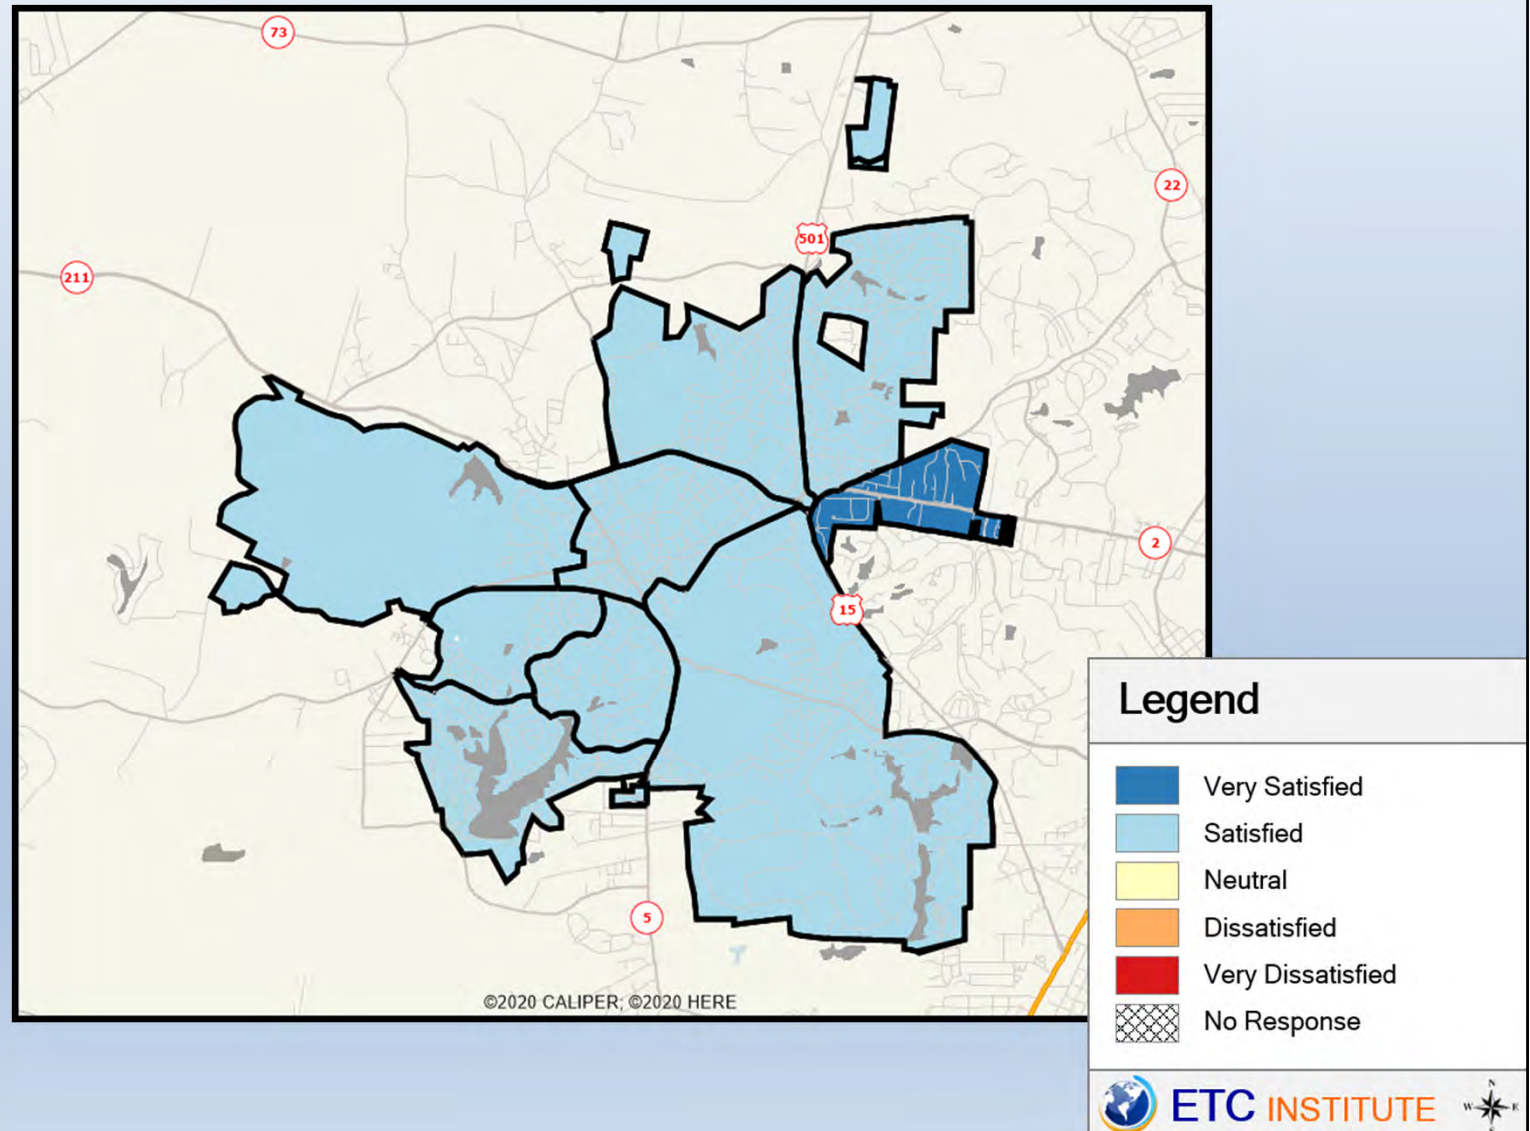 73
22
501
211
2
15
5
©2020 CALIPER; ©2020 HERE
Legend
Very Satisfied
Satisfied
Neutral
Dissatisfied
Very Dissatisfied
No Response
ETC INSTITUTE
N
W E
S